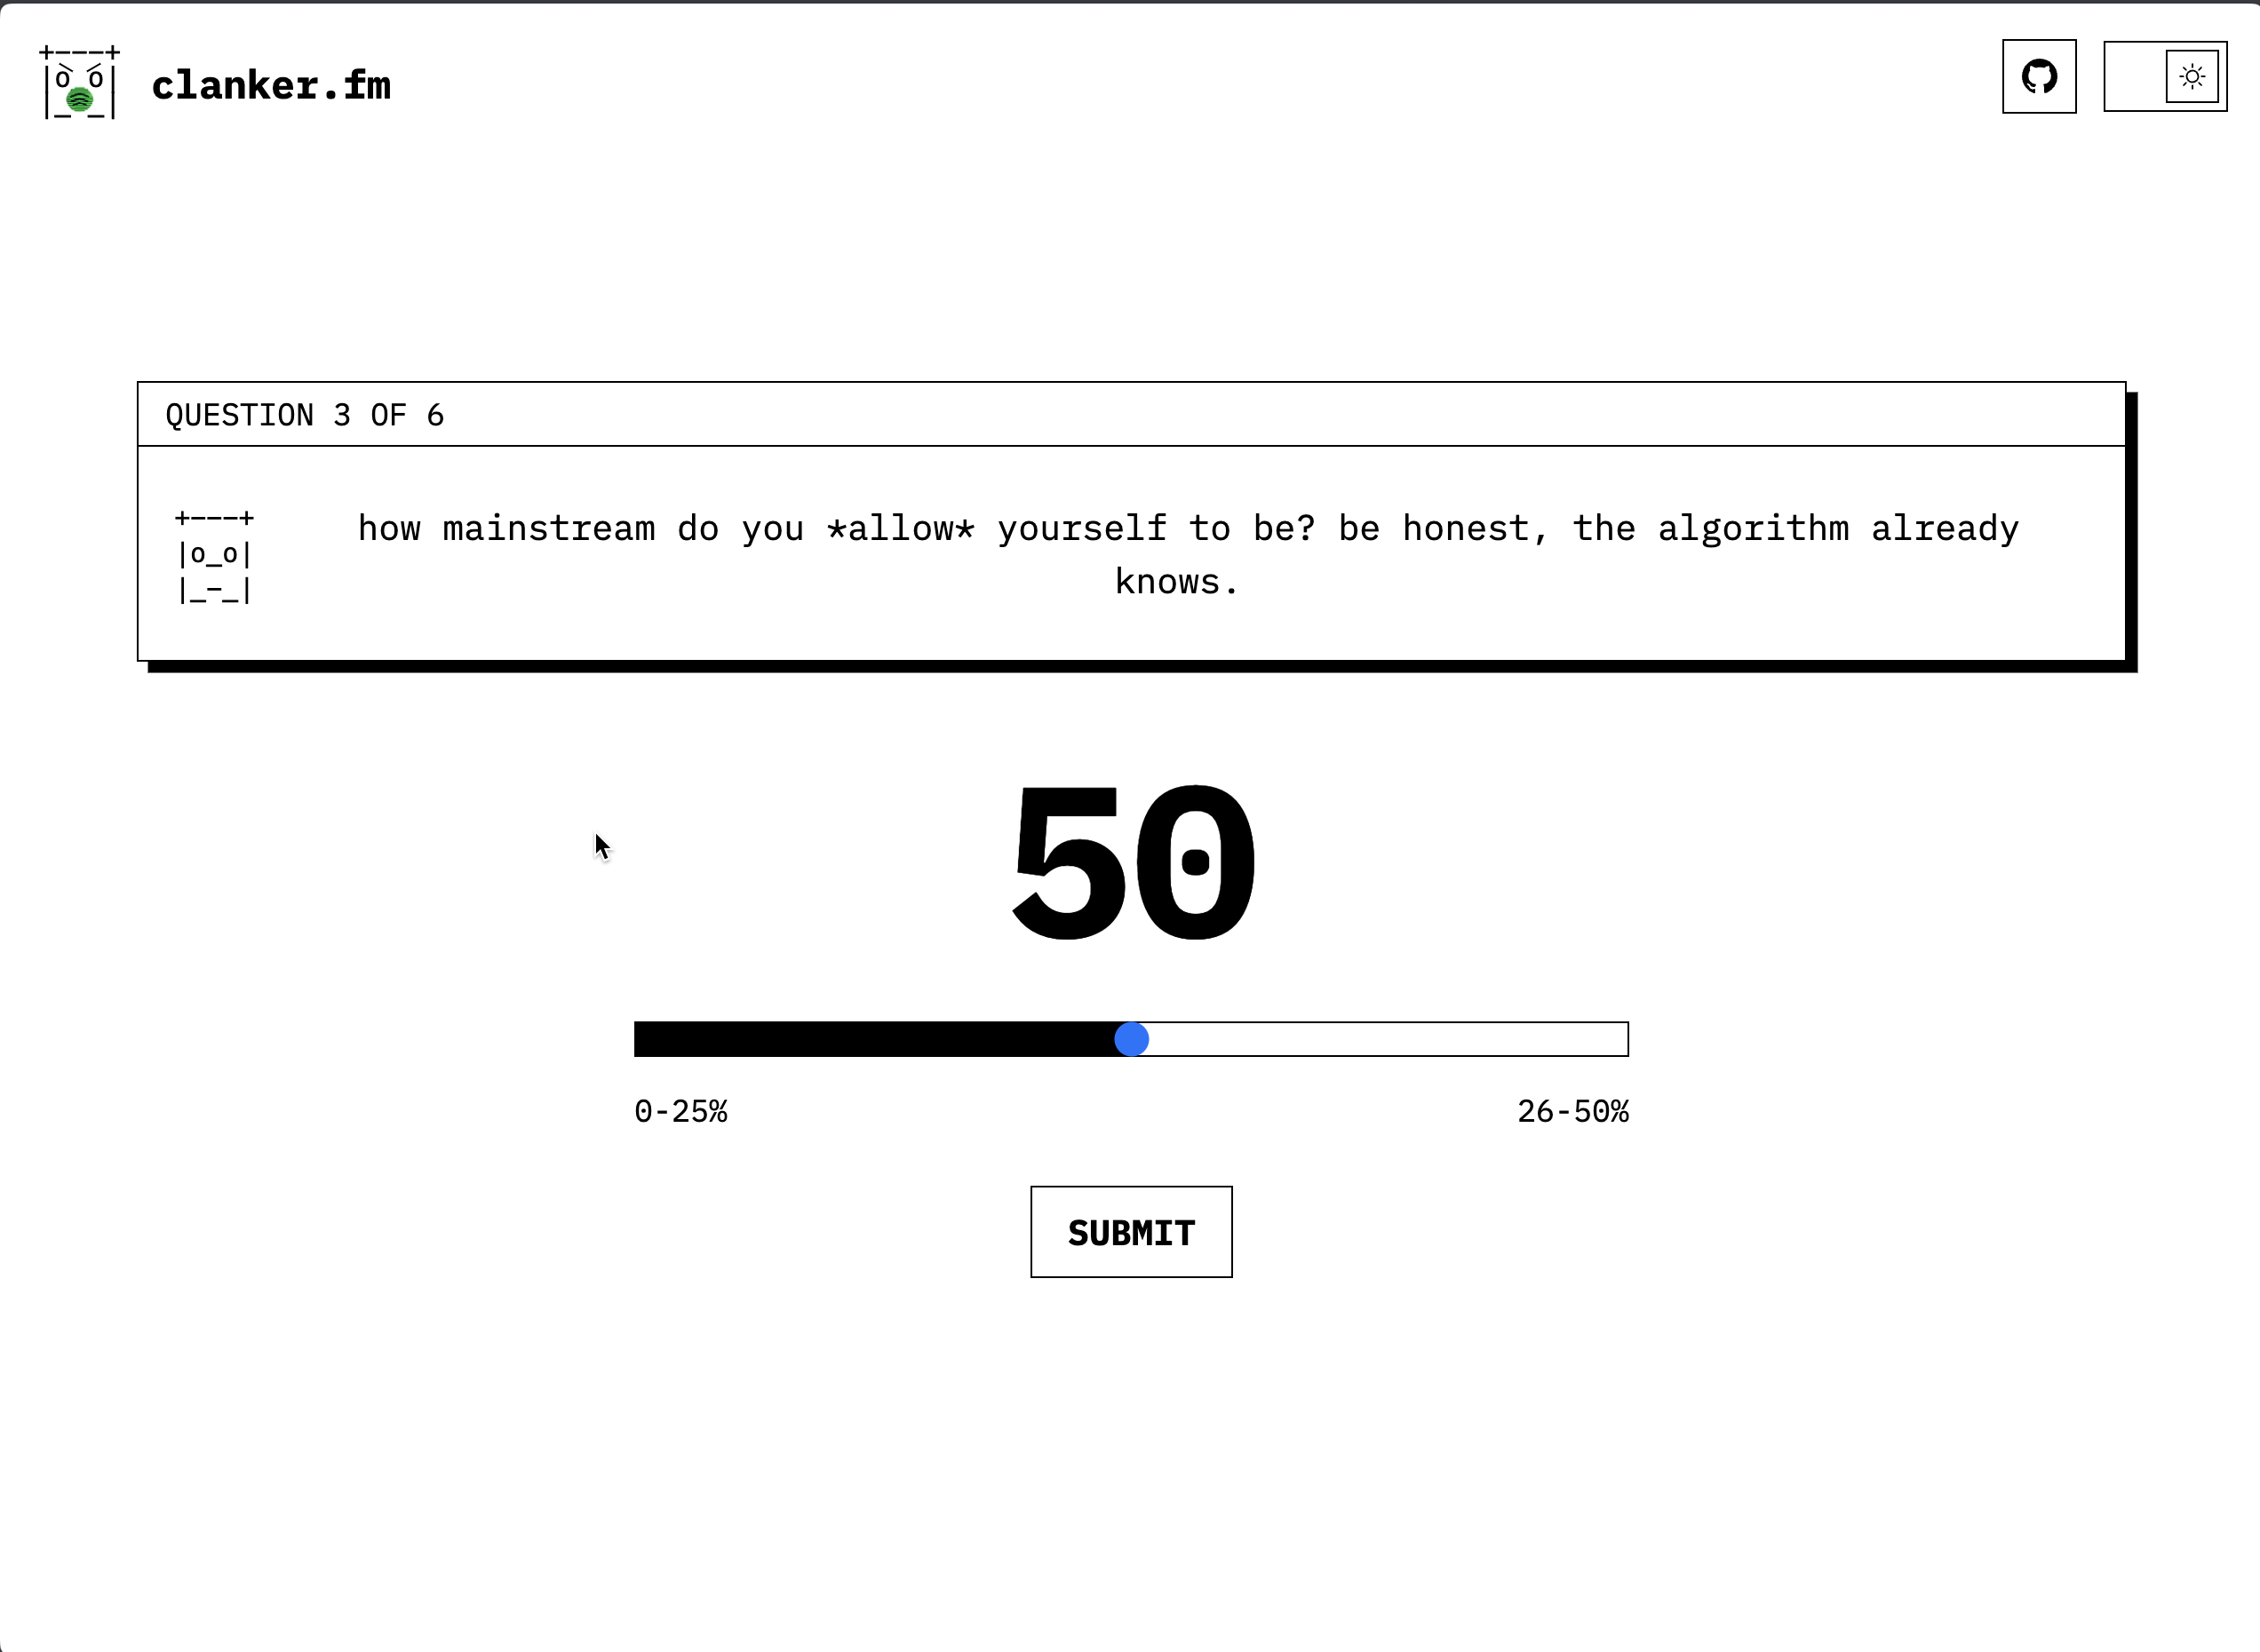 +---+
|o o| clanker.fm
|_ _|
QUESTION 3 OF 6
+---+
|o_o|
|_-_|
how mainstream do you *allow* yourself to be? be honest, the algorithm already
knows.
50
0-25%
26-50%
SUBMIT